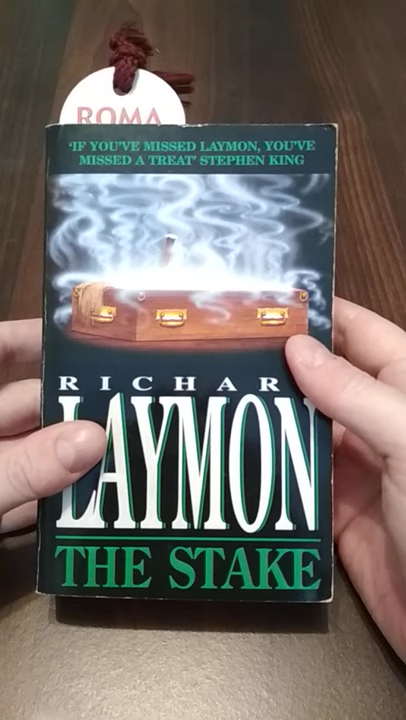 ROMA
'IF YOU'VE MISSED LAYMON, YOU'VE
MISSED A TREAT' STEPHEN KING
RICHAR
LAYMON
THE STAKE